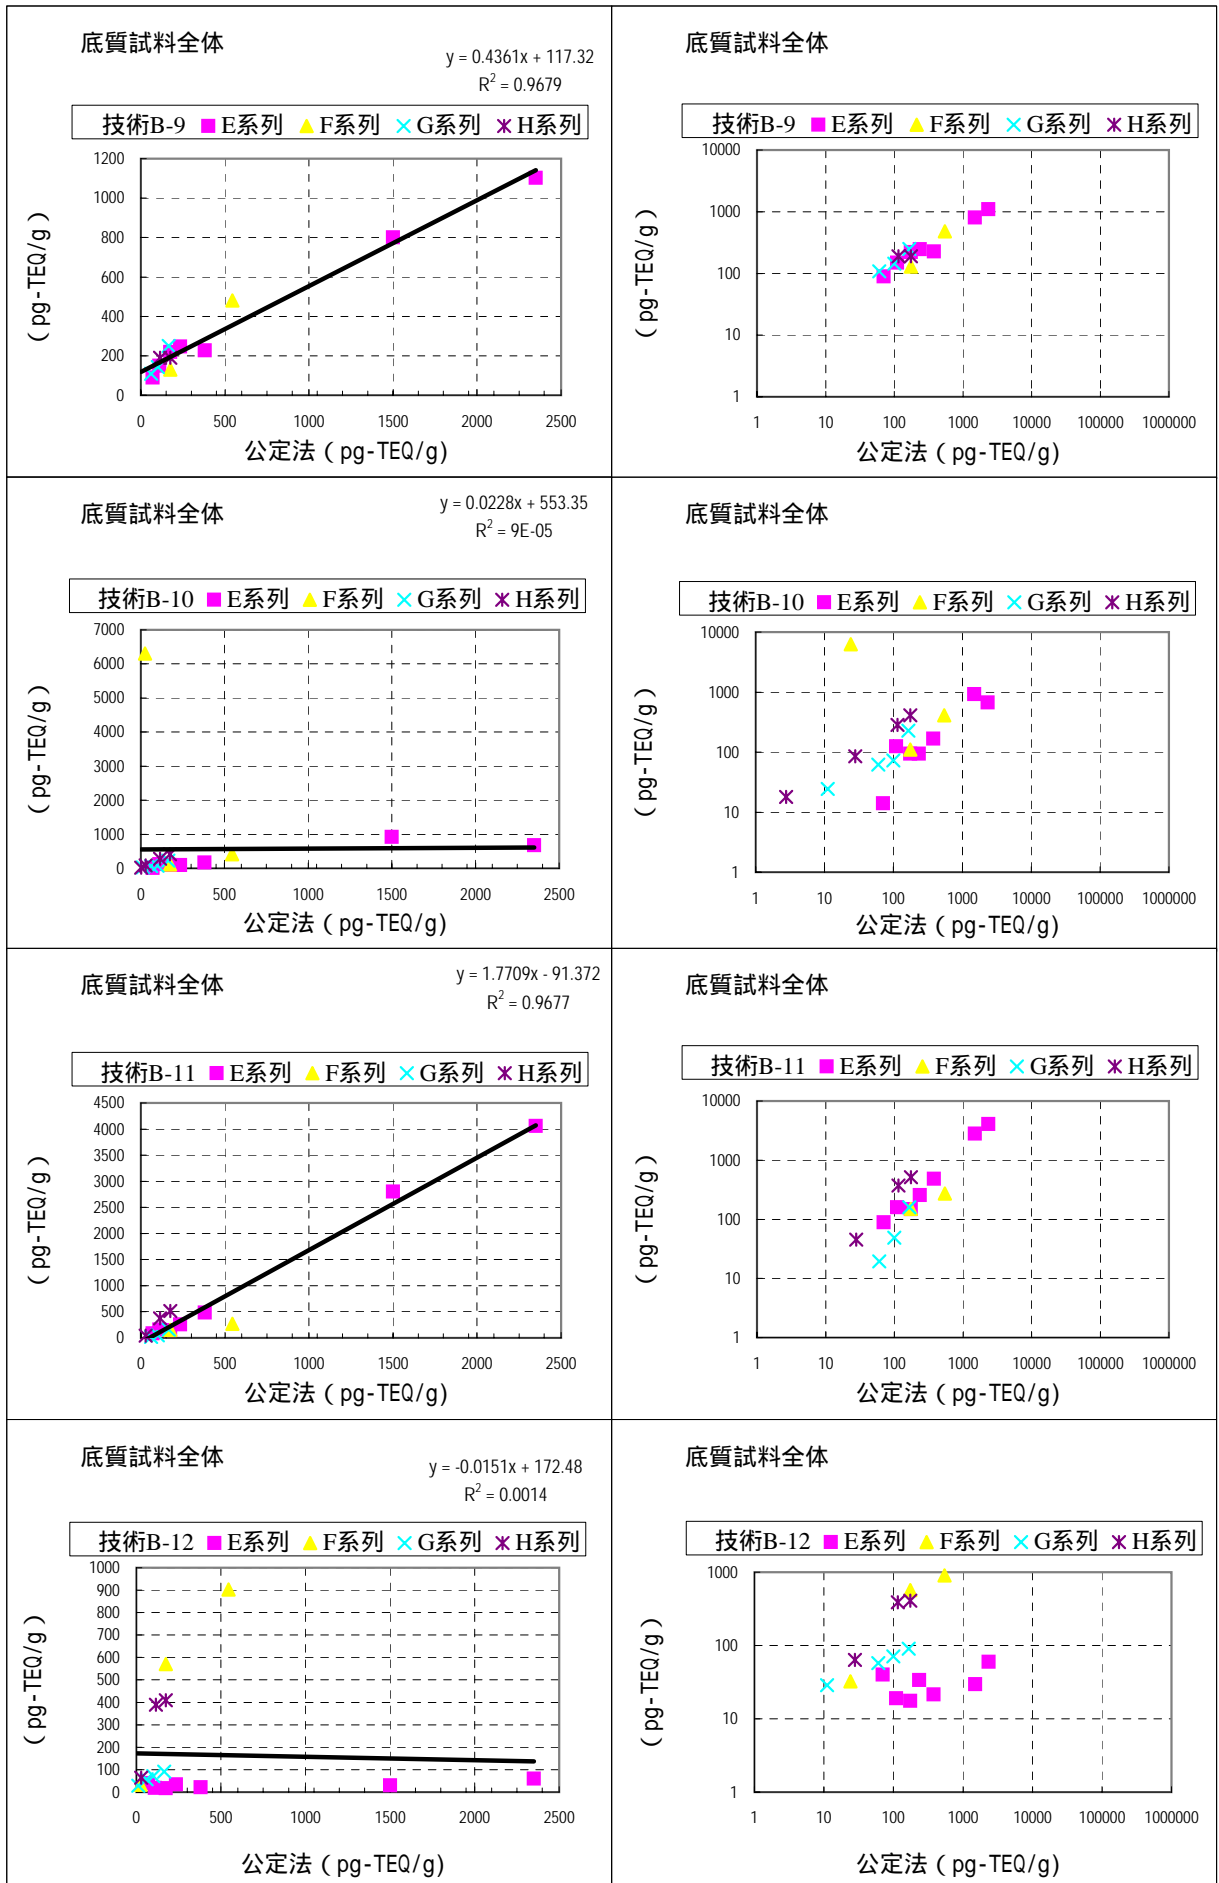 底質試料全体
y = 0.4361x + 117.32
R² = 0.9679
技術B-9 E系列 F系列 G系列 H系列
1200
1000
800
600
400
200
0
0 500 1000 1500 2000 2500
(pg-TEQ/g)
公定法(pg-TEQ/g)
底質試料全体
技術B-9 E系列 F系列 G系列 H系列
10000
1000
100
10
1
1 10 100 1000 10000 100000 1000000
(pg-TEQ/g)
公定法(pg-TEQ/g)
底質試料全体
y = 0.0228x + 553.35
R² = 9E-05
技術B-10 E系列 F系列 G系列 H系列
7000
6000
5000
4000
3000
2000
1000
0
0 500 1000 1500 2000 2500
(pg-TEQ/g)
公定法(pg-TEQ/g)
底質試料全体
技術B-10 E系列 F系列 G系列 H系列
10000
1000
100
10
1
1 10 100 1000 10000 100000 1000000
(pg-TEQ/g)
公定法(pg-TEQ/g)
底質試料全体
y = 1.7709x - 91.372
R² = 0.9677
技術B-11 E系列 F系列 G系列 H系列
4500
4000
3500
3000
2500
2000
1500
1000
500
0
0 500 1000 1500 2000 2500
(pg-TEQ/g)
公定法(pg-TEQ/g)
底質試料全体
技術B-11 E系列 F系列 G系列 H系列
10000
1000
100
10
1
1 10 100 1000 10000 100000 1000000
(pg-TEQ/g)
公定法(pg-TEQ/g)
底質試料全体
y = -0.0151x + 172.48
R² = 0.0014
技術B-12 E系列 F系列 G系列 H系列
1000
900
800
700
600
500
400
300
200
100
0
0 500 1000 1500 2000 2500
(pg-TEQ/g)
公定法(pg-TEQ/g)
底質試料全体
技術B-12 E系列 F系列 G系列 H系列
1000
100
10
1
1 10 100 1000 10000 100000 1000000
(pg-TEQ/g)
公定法(pg-TEQ/g)